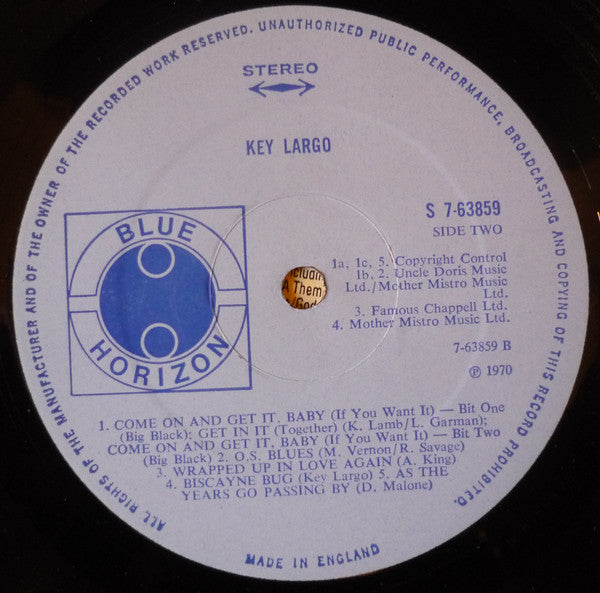 ALL RIGHTS OF THE MANUFACTURER AND OF THE OWNER OF THE RECORDED WORK RESERVED. UNAUTHORIZED PUBLIC PERFORMANCE, BROADCASTING AND COPYING OF THIS RECORD PROHIBITED.
STEREO
KEY LARGO
S 7-63859
SIDE TWO
BLUE
HORIZON
1a, 1c, 5. Copyright Control
1b, 2. Uncle Doris Music
Ltd./Mother Mistro Music
Ltd.
3. Famous Chappell Ltd.
4. Mother Mistro Music Ltd.
A Them
7-63859 B
℗ 1970
1. COME ON AND GET IT, BABY (If You Want It) — Bit One
(Big Black); GET IN IT (Together) (K. Lamb/L. Garman);
COME ON AND GET IT, BABY (If You Want It) — Bit Two
(Big Black) 2. O.S. BLUES (M. Vernon/R. Savage)
3. WRAPPED UP IN LOVE AGAIN (A. King)
4. BISCAYNE BUG (Key Largo) 5. AS THE
YEARS GO PASSING BY (D. Malone)
MADE IN ENGLAND